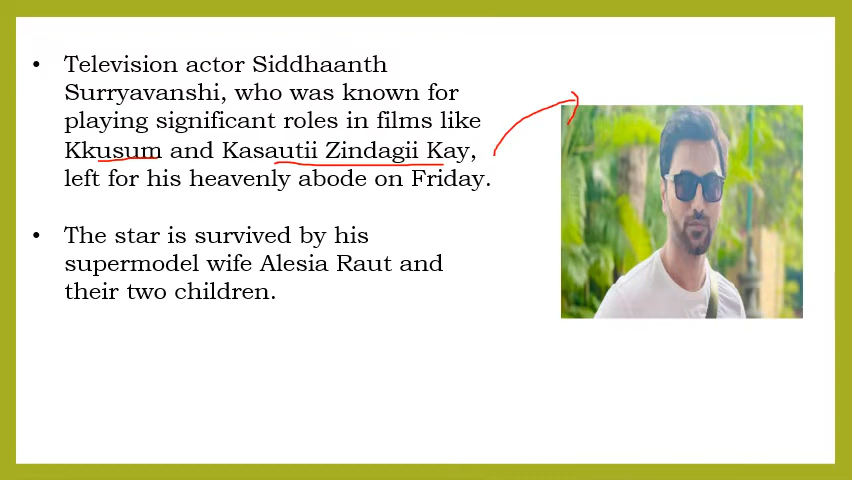 • Television actor Siddhaanth
Surryavanshi, who was known for
playing significant roles in films like
Kkusum and Kasautii Zindagii Kay,
left for his heavenly abode on Friday.
• The star is survived by his
supermodel wife Alesia Raut and
their two children.